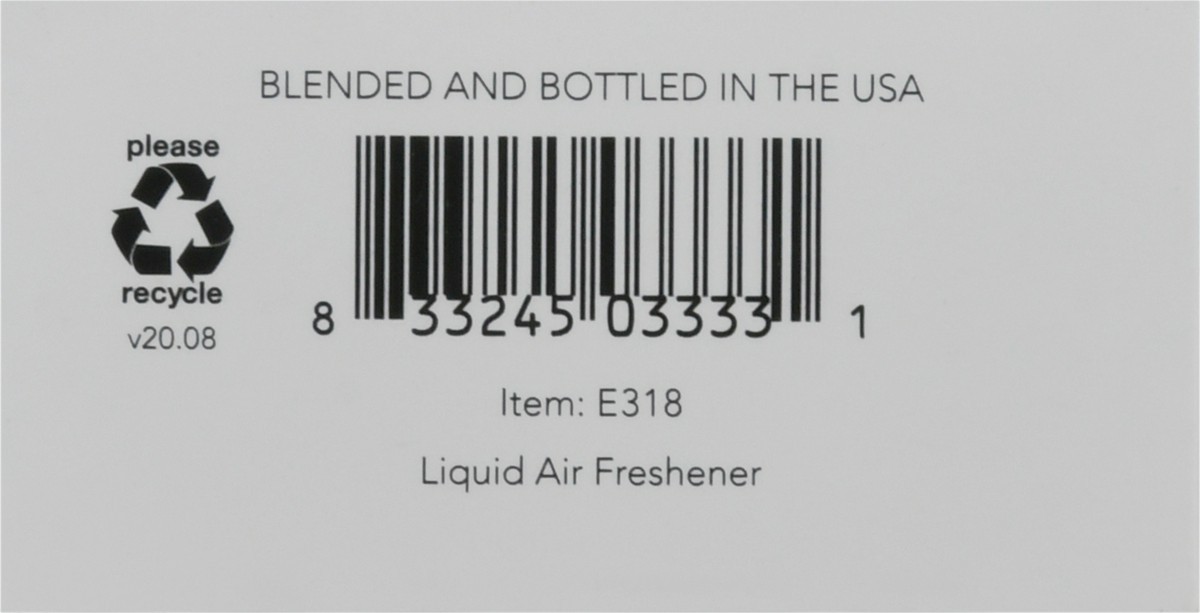 BLENDED AND BOTTLED IN THE USA
please
recycle
v20.08
8 33245 03333 1
Item: E318
Liquid Air Freshener